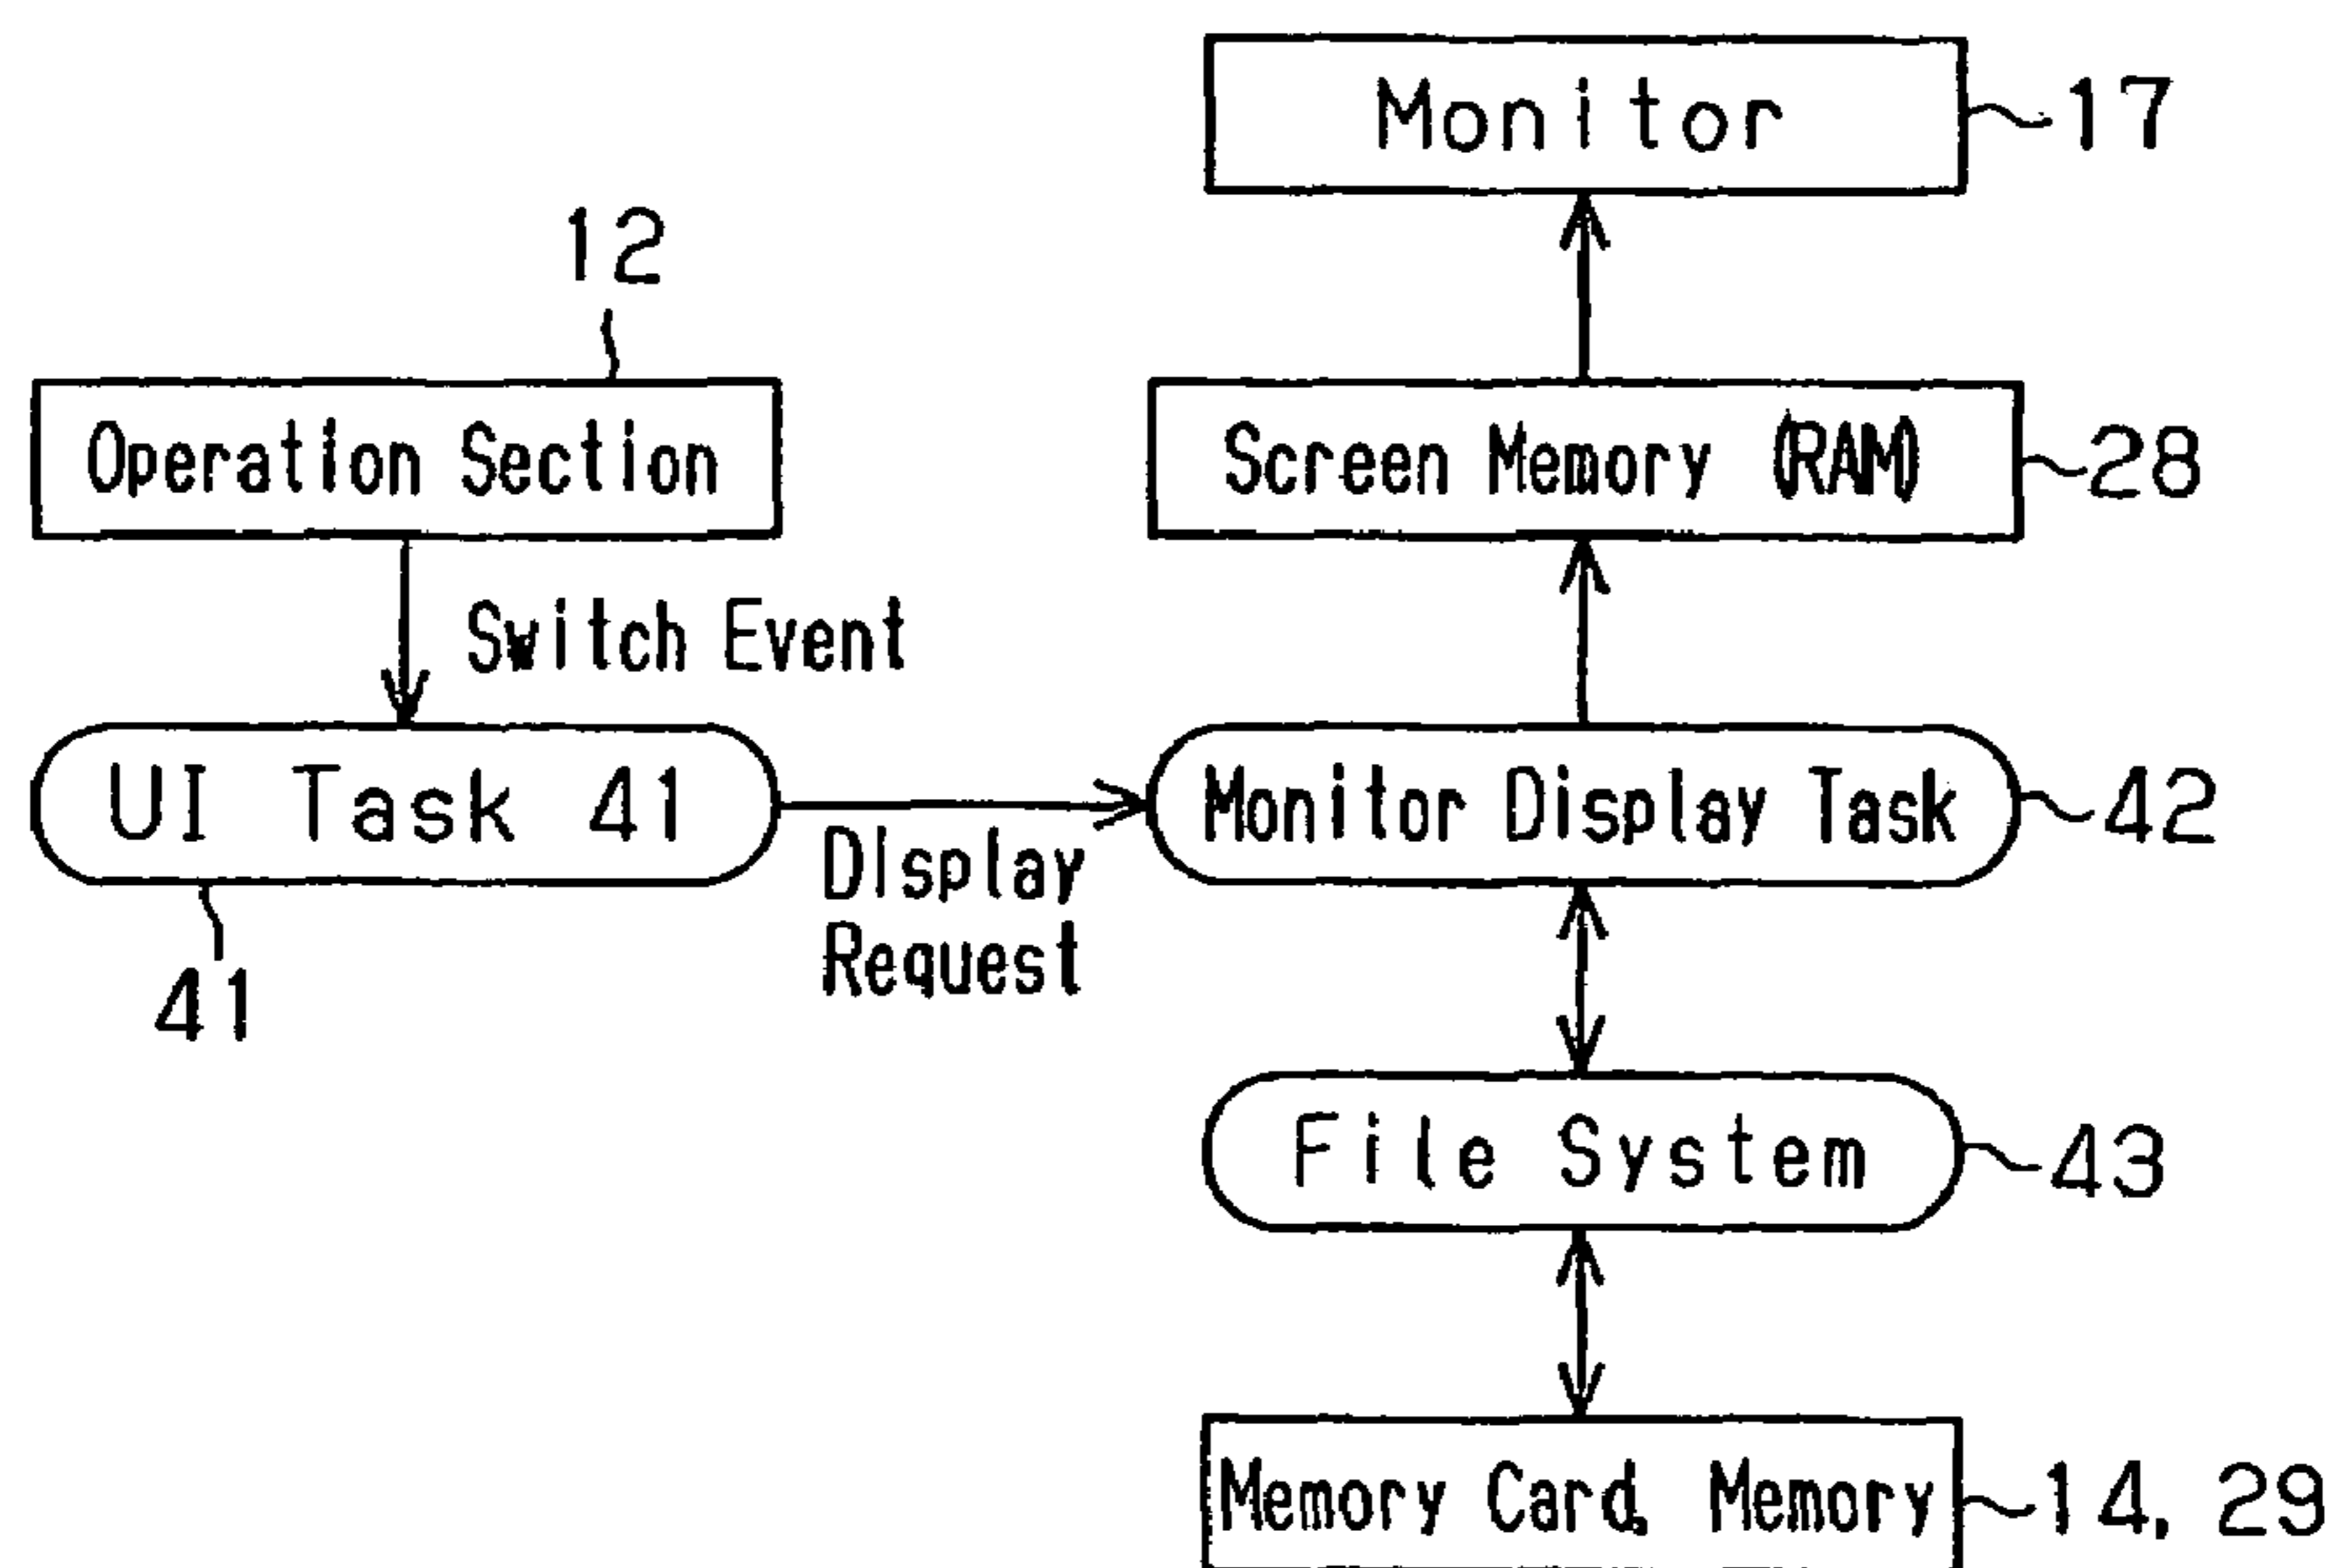 Monitor
17
12
Operation Section
Screen Memory (RAM)
28
Switch Event
UI Task 41
Monitor Display Task
42
DIsplay
Request
41
File System
43
Memory Card, Memory
14, 29